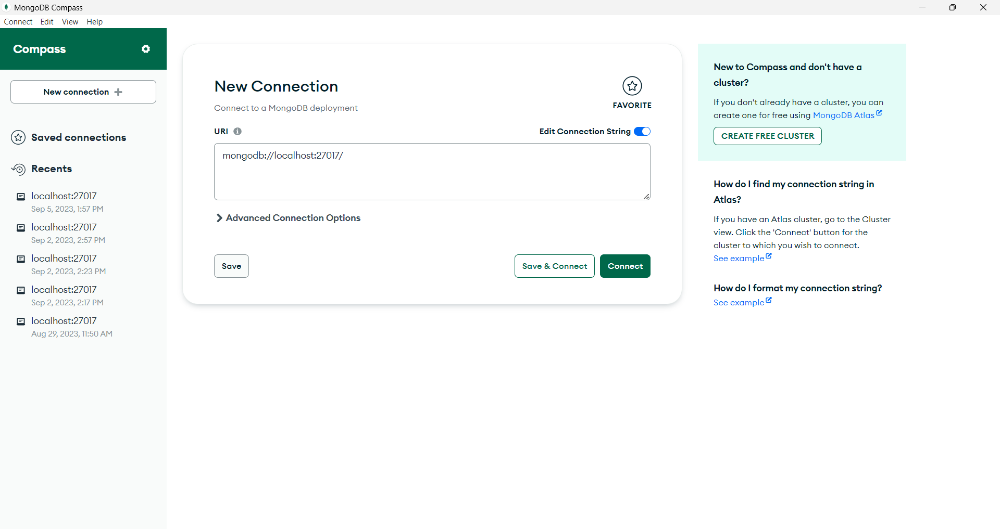 MongoDB Compass
Connect Edit View Help
Compass
New connection
Saved connections
Recents
localhost:27017
Sep 5, 2023, 1:57 PM
localhost:27017
Sep 2, 2023, 2:57 PM
localhost:27017
Sep 2, 2023, 2:23 PM
localhost:27017
Sep 2, 2023, 2:17 PM
localhost:27017
Aug 29, 2023, 11:50 AM
New Connection
Connect to a MongoDB deployment
FAVORITE
URI
Edit Connection String
mongodb://localhost:27017/
Advanced Connection Options
Save
Save & Connect
Connect
New to Compass and don't have a
cluster?
If you don't already have a cluster, you can
create one for free using MongoDB Atlas
CREATE FREE CLUSTER
How do I find my connection string in
Atlas?
If you have an Atlas cluster, go to the Cluster
view. Click the 'Connect' button for the
cluster to which you wish to connect.
See example
How do I format my connection string?
See example